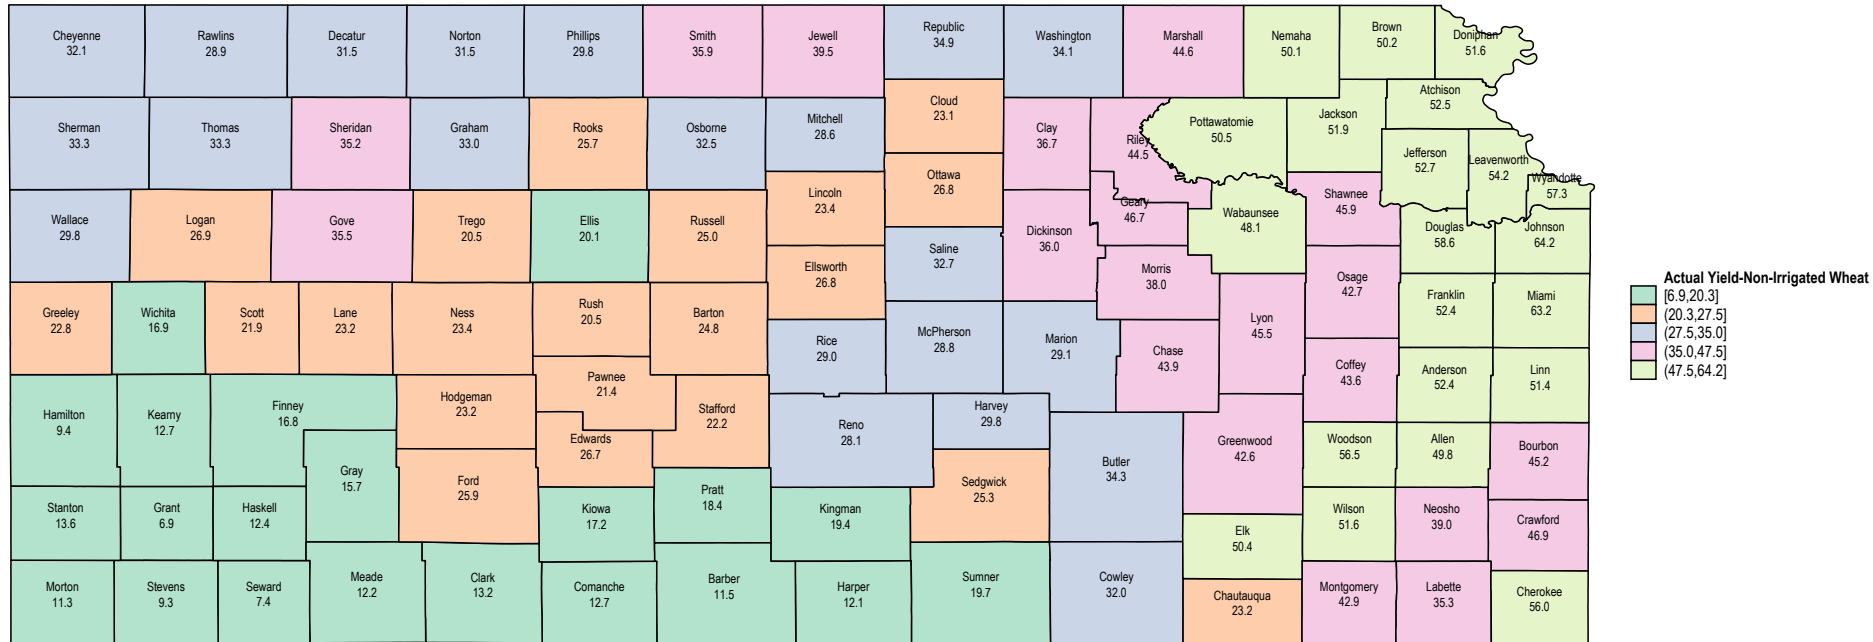 Cheyenne
32.1
Rawlins
28.9
Decatur
31.5
Norton
31.5
Phillips
29.8
Smith
35.9
Jewell
39.5
Republic
34.9
Washington
34.1
Marshall
44.6
Nemaha
50.1
Brown
50.2
Doniphan
51.6
Sherman
33.3
Thomas
33.3
Sheridan
35.2
Graham
33.0
Rooks
25.7
Osborne
32.5
Mitchell
28.6
Cloud
23.1
Clay
36.7
Riley
44.5
Pottawatomie
50.5
Jackson
51.9
Atchison
52.5
Jefferson
52.7
Leavenworth
54.2
Wyandotte
57.3
Wallace
29.8
Logan
26.9
Gove
35.5
Trego
20.5
Ellis
20.1
Russell
25.0
Lincoln
23.4
Ottawa
26.8
Saline
32.7
Dickinson
36.0
Geary
46.7
Wabaunsee
48.1
Shawnee
45.9
Douglas
58.6
Johnson
64.2
Ellsworth
26.8
Morris
38.0
Osage
42.7
Franklin
52.4
Miami
63.2
Greeley
22.8
Wichita
16.9
Scott
21.9
Lane
23.2
Ness
23.4
Rush
20.5
Barton
24.8
Rice
29.0
McPherson
28.8
Marion
29.1
Chase
43.9
Lyon
45.5
Coffey
43.6
Anderson
52.4
Linn
51.4
Hamilton
9.4
Kearny
12.7
Finney
16.8
Hodgeman
23.2
Pawnee
21.4
Stafford
22.2
Edwards
26.7
Reno
28.1
Harvey
29.8
Butler
34.3
Greenwood
42.6
Woodson
56.5
Allen
49.8
Bourbon
45.2
Gray
15.7
Ford
25.9
Stanton
13.6
Grant
6.9
Haskell
12.4
Kiowa
17.2
Pratt
18.4
Kingman
19.4
Sedgwick
25.3
Elk
50.4
Wilson
51.6
Neosho
39.0
Crawford
46.9
Morton
11.3
Stevens
9.3
Seward
7.4
Meade
12.2
Clark
13.2
Comanche
12.7
Barber
11.5
Harper
12.1
Sumner
19.7
Cowley
32.0
Chautauqua
23.2
Montgomery
42.9
Labette
35.3
Cherokee
56.0
Actual Yield-Non-Irrigated Wheat
[6.9,20.3]
(20.3,27.5]
(27.5,35.0]
(35.0,47.5]
(47.5,64.2]